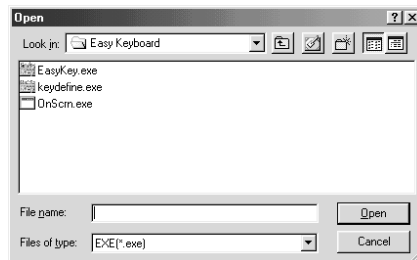 Open
Look in: Easy Keyboard
EasyKey.exe
keydefine.exe
OnScrn.exe
File name:
Open
Files of type: EXE(*.exe)
Cancel